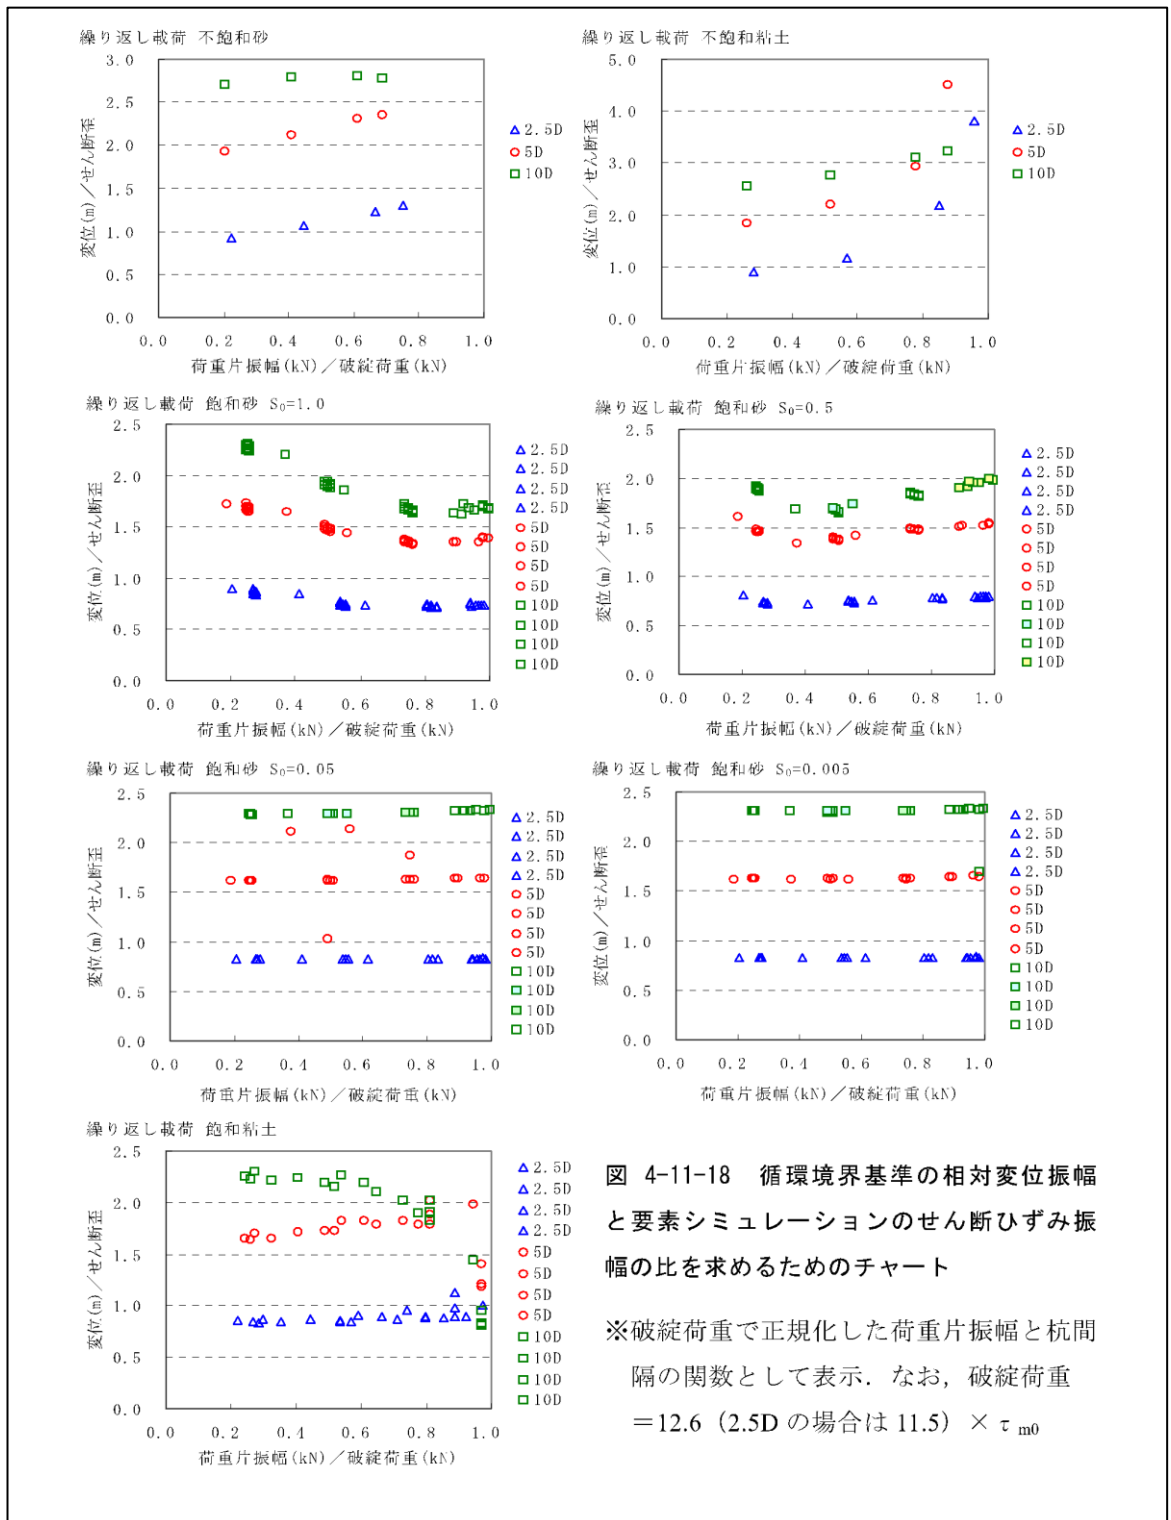 繰り返し載荷 不飽和砂
3.0
2.5
2.0
1.5
1.0
0.5
0.0
変位(m)／せん断歪
0.0 0.2 0.4 0.6 0.8 1.0
荷重片振幅(kN)／破綻荷重(kN)
2.5D
5D
10D
繰り返し載荷 不飽和粘土
5.0
4.0
3.0
2.0
1.0
0.0
変位(m)／せん断歪
0.0 0.2 0.4 0.6 0.8 1.0
荷重片振幅(kN)／破綻荷重(kN)
2.5D
5D
10D
繰り返し載荷 飽和砂 S₀=1.0
2.5
2.0
1.5
1.0
0.5
0.0
変位(m)／せん断歪
0.0 0.2 0.4 0.6 0.8 1.0
荷重片振幅(kN)／破綻荷重(kN)
2.5D
2.5D
2.5D
2.5D
5D
5D
5D
5D
10D
10D
10D
10D
繰り返し載荷 飽和砂 S₀=0.5
2.5
2.0
1.5
1.0
0.5
0.0
変位(m)／せん断歪
0.0 0.2 0.4 0.6 0.8 1.0
荷重片振幅(kN)／破綻荷重(kN)
2.5D
2.5D
2.5D
2.5D
5D
5D
5D
5D
10D
10D
10D
10D
繰り返し載荷 飽和砂 S₀=0.05
2.5
2.0
1.5
1.0
0.5
0.0
変位(m)／せん断歪
0.0 0.2 0.4 0.6 0.8 1.0
荷重片振幅(kN)／破綻荷重(kN)
2.5D
2.5D
2.5D
2.5D
5D
5D
5D
5D
10D
10D
10D
10D
繰り返し載荷 飽和砂 S₀=0.005
2.5
2.0
1.5
1.0
0.5
0.0
変位(m)／せん断歪
0.0 0.2 0.4 0.6 0.8 1.0
荷重片振幅(kN)／破綻荷重(kN)
2.5D
2.5D
2.5D
2.5D
5D
5D
5D
5D
10D
10D
10D
10D
繰り返し載荷 飽和粘土
2.5
2.0
1.5
1.0
0.5
0.0
変位(m)／せん断歪
0.0 0.2 0.4 0.6 0.8 1.0
荷重片振幅(kN)／破綻荷重(kN)
2.5D
2.5D
2.5D
2.5D
5D
5D
5D
5D
10D
10D
10D
10D
図 4-11-18 循環境界基準の相対変位振幅
と要素シミュレーションのせん断ひずみ振
幅の比を求めるためのチャート
※破綻荷重で正規化した荷重片振幅と杭間
隔の関数として表示．なお，破綻荷重
＝12.6（2.5D の場合は 11.5）× τ m0